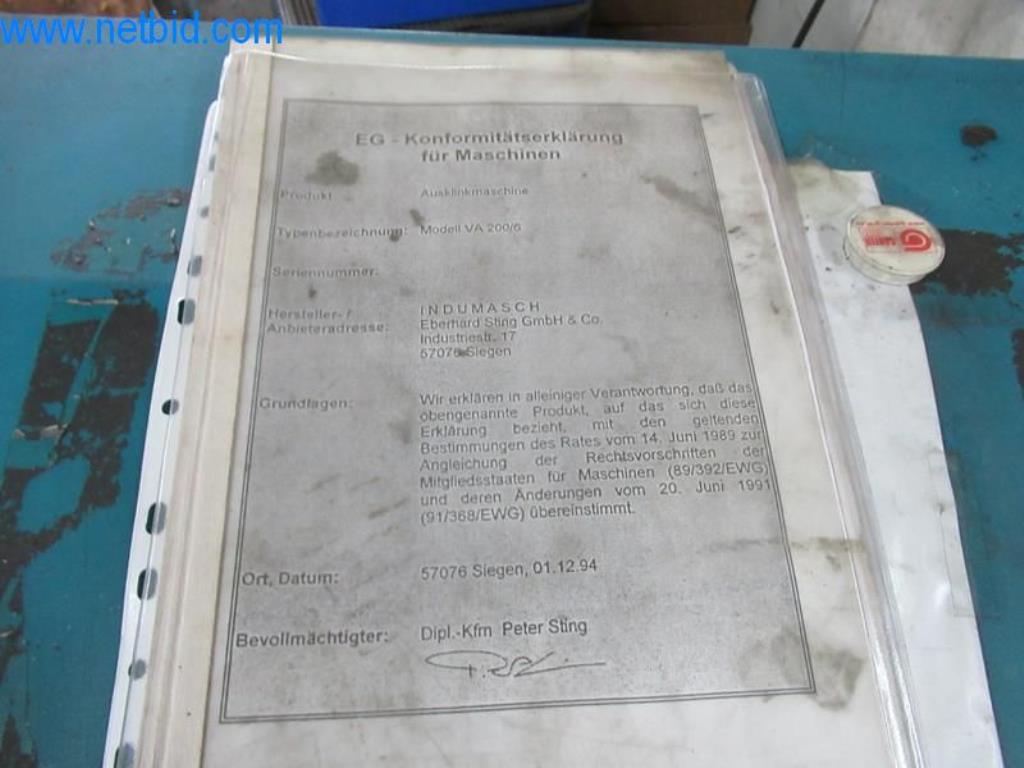 www.netbid.com
EG - Konformitätserklärung
für Maschinen
Produkt Ausklinkmaschine
Typenbezeichnung: Modell VA 200/6
Seriennummer:
Hersteller- / INDUMASCH
Anbieteradresse: Eberhard Sting GmbH & Co.
Industriestr. 17
57076 Siegen
Grundlagen: Wir erklären in alleiniger Verantwortung, daß das
obengenannte Produkt, auf das sich diese
Erklärung bezieht, mit den geltenden
Bestimmungen des Rates vom 14. Juni 1989 zur
Angleichung der Rechtsvorschriften der
Mitgliedsstaaten für Maschinen (89/392/EWG)
und deren Änderungen vom 20. Juni 1991
(91/368/EWG) übereinstimmt.
Ort, Datum: 57076 Siegen, 01.12.94
Bevollmächtigter: Dipl.-Kfm Peter Sting